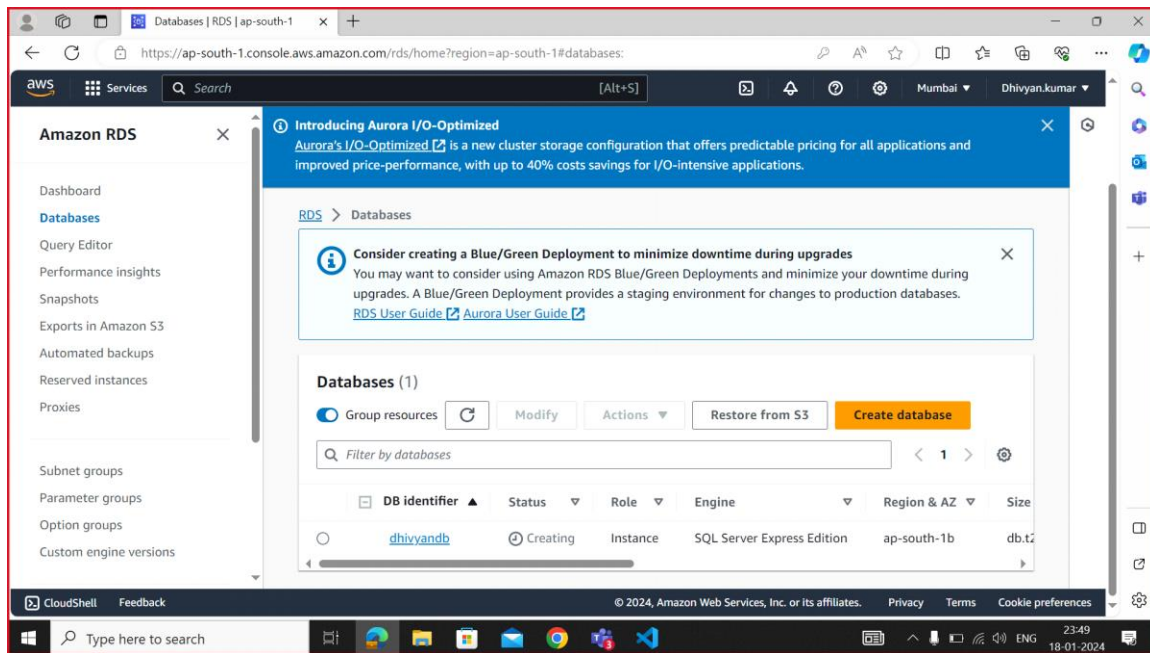 Databases | RDS | ap-south-1
https://ap-south-1.console.aws.amazon.com/rds/home?region=ap-south-1#databases:
aws Services Search [Alt+S] Mumbai ▼ Dhivyan.kumar ▼
Amazon RDS
Dashboard
Databases
Query Editor
Performance insights
Snapshots
Exports in Amazon S3
Automated backups
Reserved instances
Proxies
Subnet groups
Parameter groups
Option groups
Custom engine versions
Introducing Aurora I/O-Optimized
Aurora's I/O-Optimized is a new cluster storage configuration that offers predictable pricing for all applications and
improved price-performance, with up to 40% costs savings for I/O-intensive applications.
RDS > Databases
Consider creating a Blue/Green Deployment to minimize downtime during upgrades
You may want to consider using Amazon RDS Blue/Green Deployments and minimize your downtime during
upgrades. A Blue/Green Deployment provides a staging environment for changes to production databases.
RDS User Guide Aurora User Guide
Databases (1)
Group resources Modify Actions ▼ Restore from S3 Create database
Filter by databases < 1 >
DB identifier ▲ Status Role Engine Region & AZ Size
dhivyandb Creating Instance SQL Server Express Edition ap-south-1b
CloudShell Feedback © 2024, Amazon Web Services, Inc. or its affiliates. Privacy Terms Cookie preferences
Type here to search ENG 23:49
18-01-2024